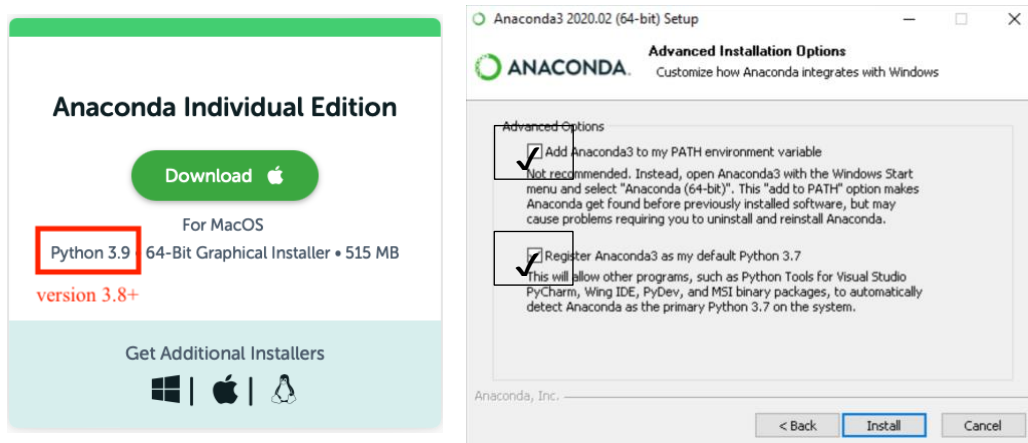 Anaconda Individual Edition
Download
For MacOS
Python 3.9 • 64-Bit Graphical Installer • 515 MB
version 3.8+
Get Additional Installers
Anaconda3 2020.02 (64-bit) Setup
ANACONDA.
Advanced Installation Options
Customize how Anaconda integrates with Windows
Advanced Options
Add Anaconda3 to my PATH environment variable
Not recommended. Instead, open Anaconda3 with the Windows Start
menu and select "Anaconda (64-bit)". This "add to PATH" option makes
Anaconda get found before previously installed software, but may
cause problems requiring you to uninstall and reinstall Anaconda.
Register Anaconda3 as my default Python 3.7
This will allow other programs, such as Python Tools for Visual Studio
PyCharm, Wing IDE, PyDev, and MSI binary packages, to automatically
detect Anaconda as the primary Python 3.7 on the system.
Anaconda, Inc.
< Back
Install
Cancel